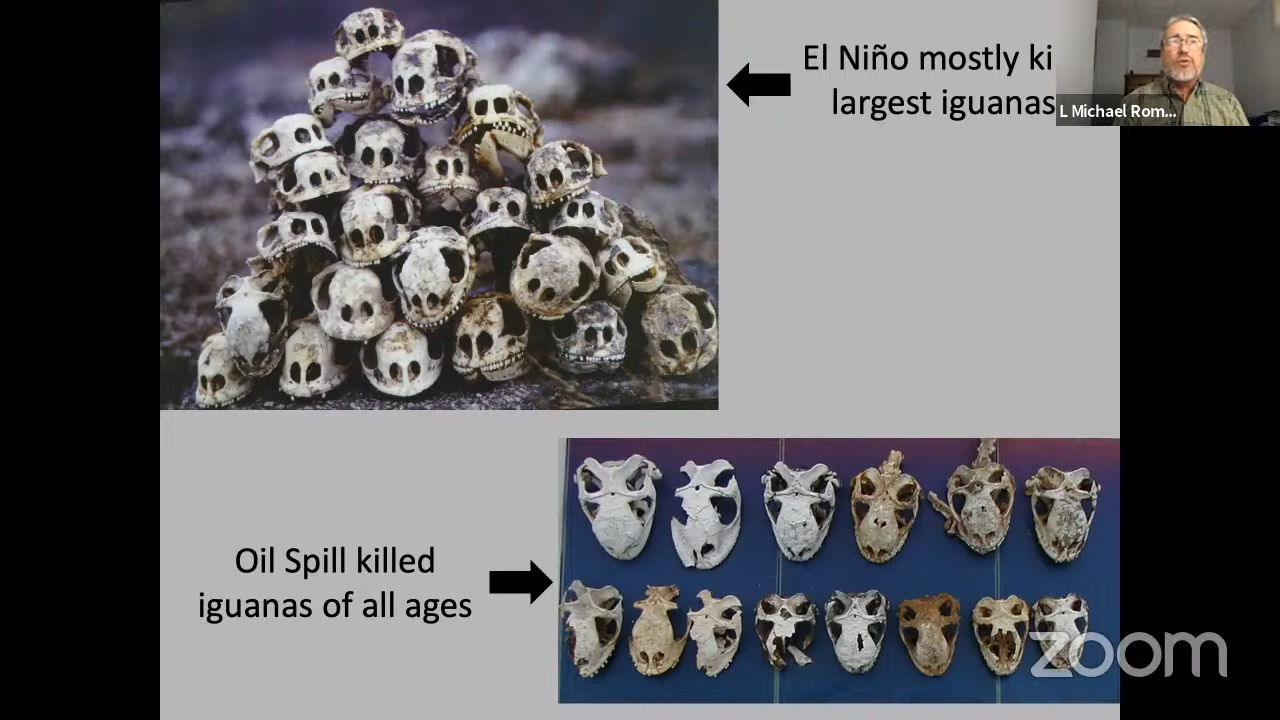 El Niño mostly ki
largest iguanas
L Michael Rom...
Oil Spill killed
iguanas of all ages
zoom